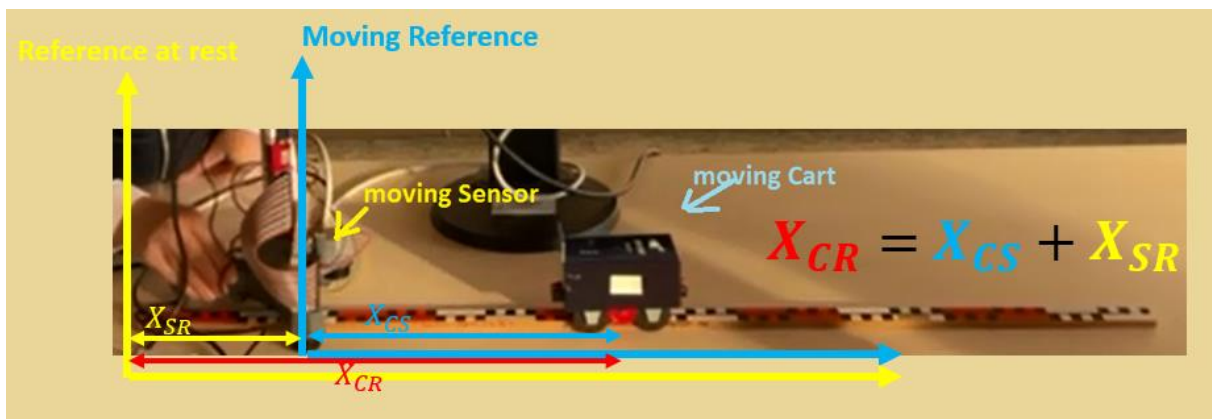 Moving Reference
Reference at rest
moving Sensor
moving Cart
X_CR = X_CS + X_SR
X_SR
X_CS
X_CR